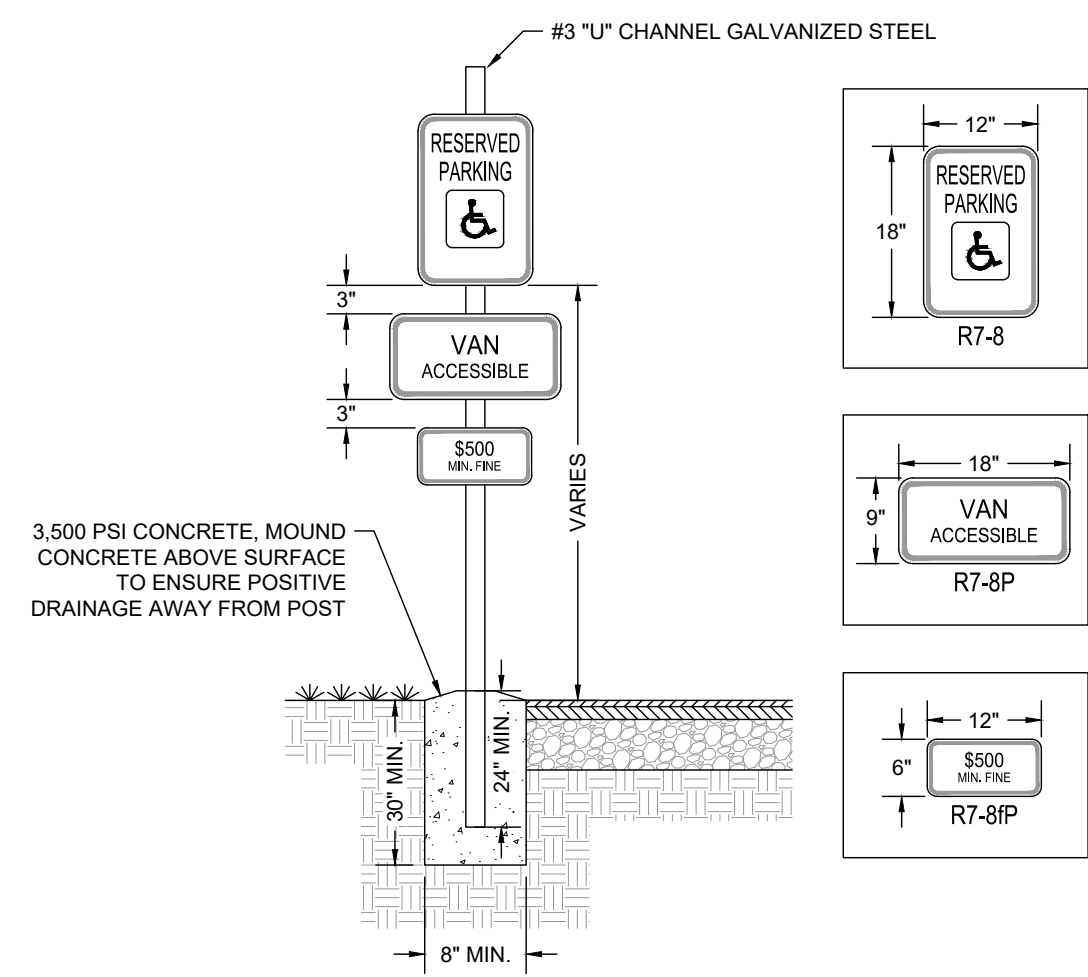 #3 "U" CHANNEL GALVANIZED STEEL
RESERVED
PARKING
3"
VAN
ACCESSIBLE
3"
$500
MIN. FINE
VARIES
3,500 PSI CONCRETE, MOUND
CONCRETE ABOVE SURFACE
TO ENSURE POSITIVE
DRAINAGE AWAY FROM POST
30" MIN.
24" MIN.
8" MIN.
12"
18"
RESERVED
PARKING
R7-8
18"
9"
VAN
ACCESSIBLE
R7-8P
12"
6"
$500
MIN. FINE
R7-8fP